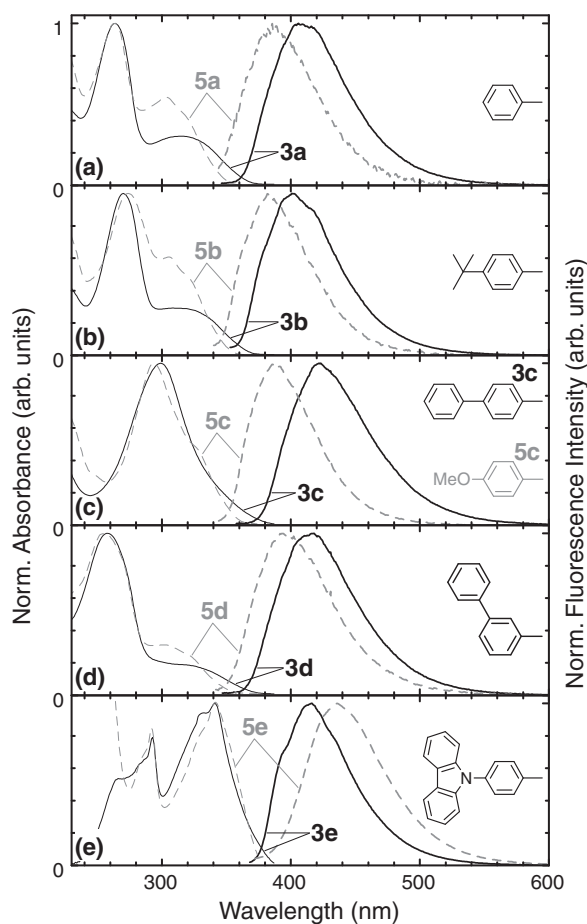 1
5a
3a
(a)
0
5b
3b
(b)
0
3c
5c
5c
MeO
3c
(c)
0
5d
3d
(d)
0
5e
N
3e
(e)
0
300
400
500
600
Wavelength (nm)
Norm. Absorbance (arb. units)
Norm. Fluorescence Intensity (arb. units)